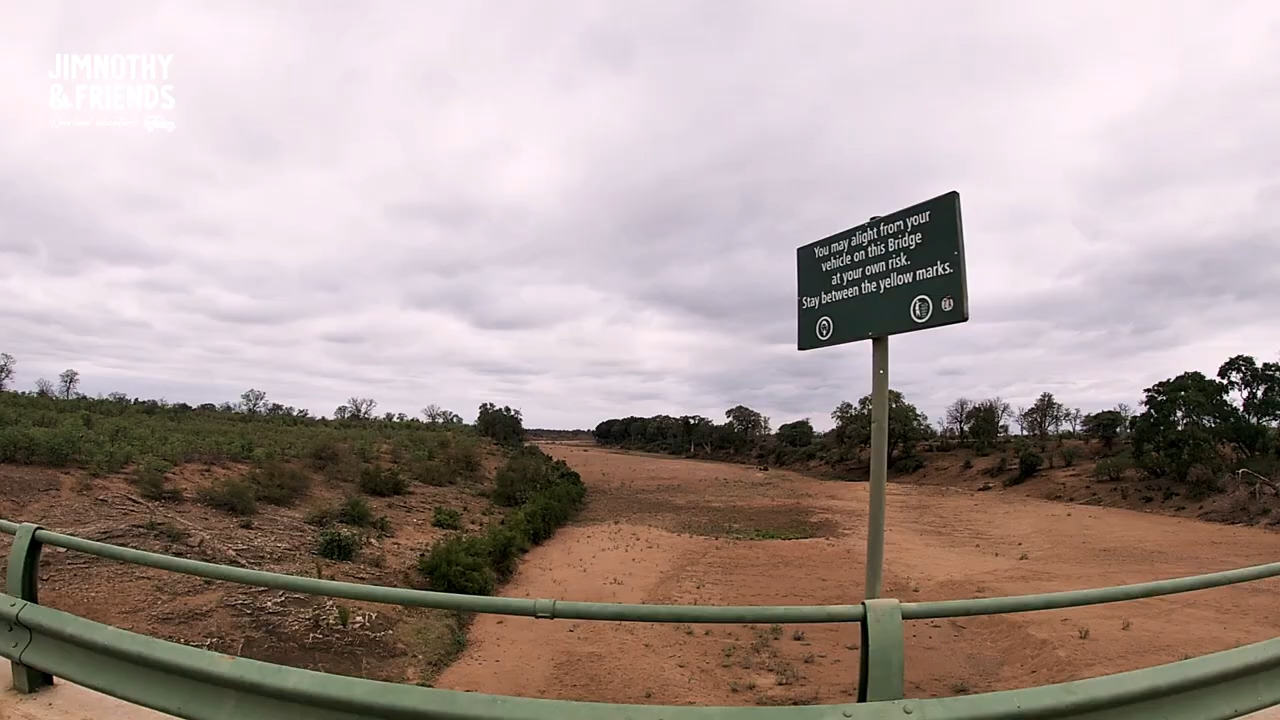 JIMNOTHY
& FRIENDS
You may alight from your
vehicle on this Bridge
at your own risk.
Stay between the yellow marks.